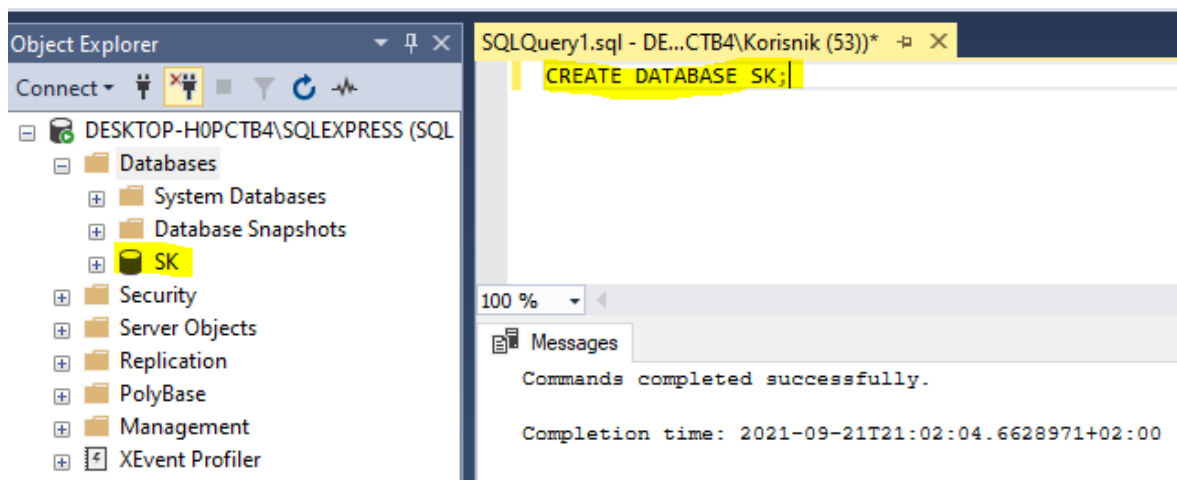 Object Explorer
Connect
DESKTOP-H0PCTB4\SQLEXPRESS (SQL
Databases
System Databases
Database Snapshots
SK
Security
Server Objects
Replication
PolyBase
Management
XEvent Profiler
SQLQuery1.sql - DE...CTB4\Korisnik (53))*
CREATE DATABASE SK;
100 %
Messages
Commands completed successfully.
Completion time: 2021-09-21T21:02:04.6628971+02:00